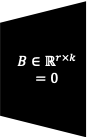 B ∈ ℝ^{r×k}
= 0